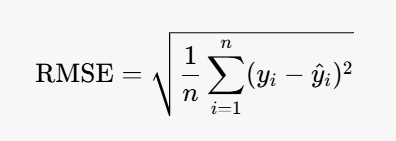 RMSE = √(1/n ∑_{i=1}^{n} (y_i − ŷ_i)²)